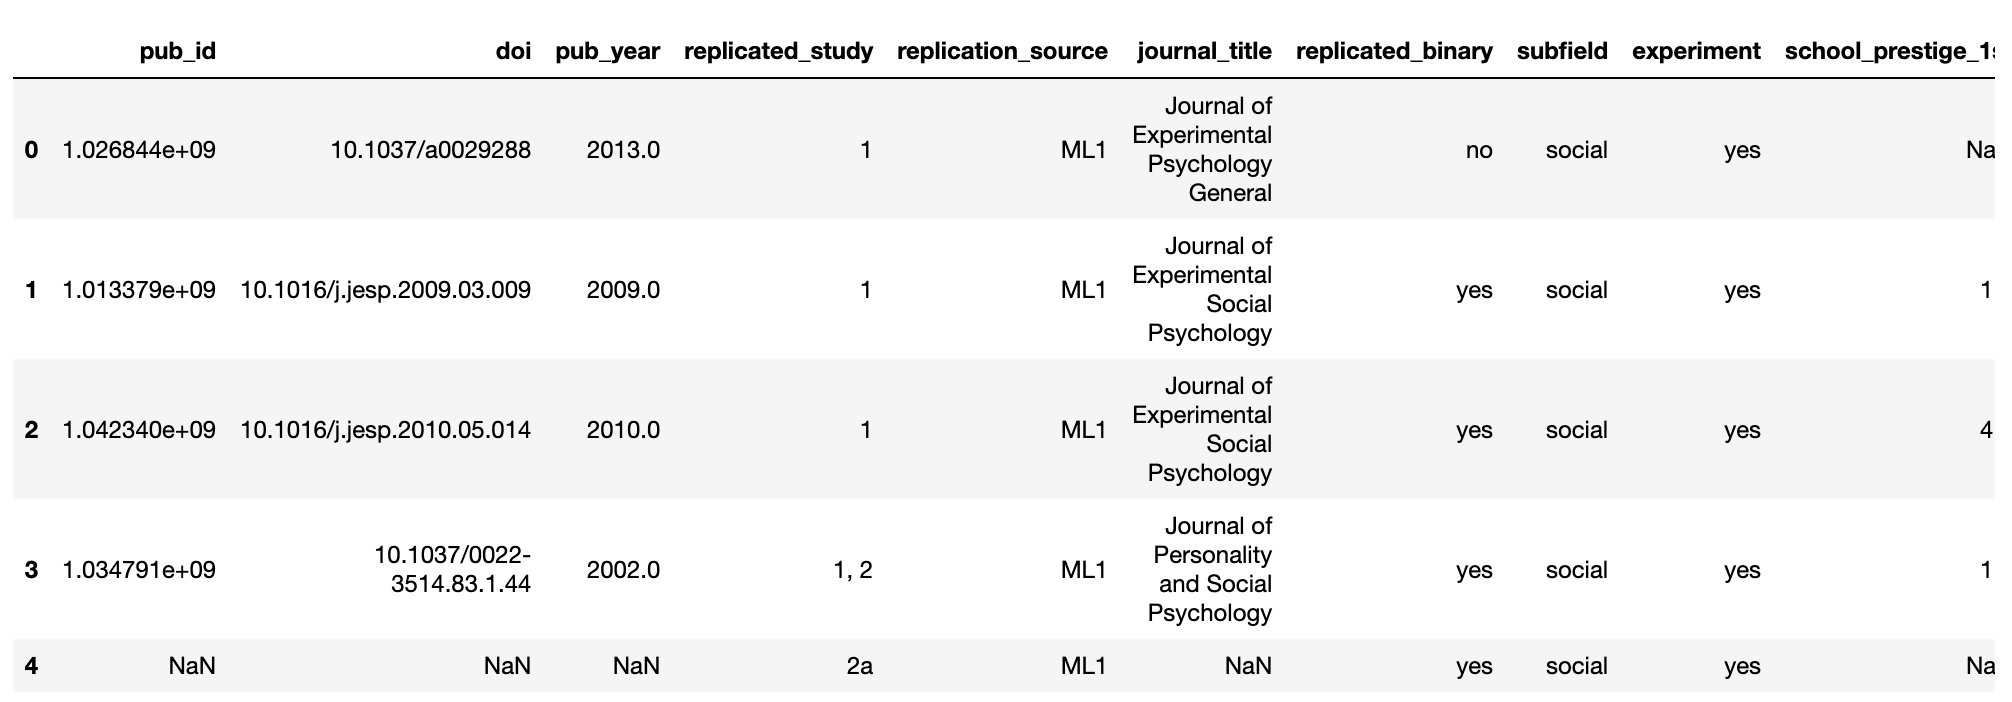 pub_id doi pub_year replicated_study replication_source journal_title replicated_binary subfield experiment school_prestige_1s
0 1.026844e+09 10.1037/a0029288 2013.0 1 ML1 Journal of Experimental Psychology General no social yes Na
1 1.013379e+09 10.1016/j.jesp.2009.03.009 2009.0 1 ML1 Journal of Experimental Social Psychology yes social yes 1
2 1.042340e+09 10.1016/j.jesp.2010.05.014 2010.0 1 ML1 Journal of Experimental Social Psychology yes social yes 4
3 1.034791e+09 10.1037/0022-3514.83.1.44 2002.0 1, 2 ML1 Journal of Personality and Social Psychology yes social yes 1
4 NaN NaN NaN 2a ML1 NaN yes social yes Na